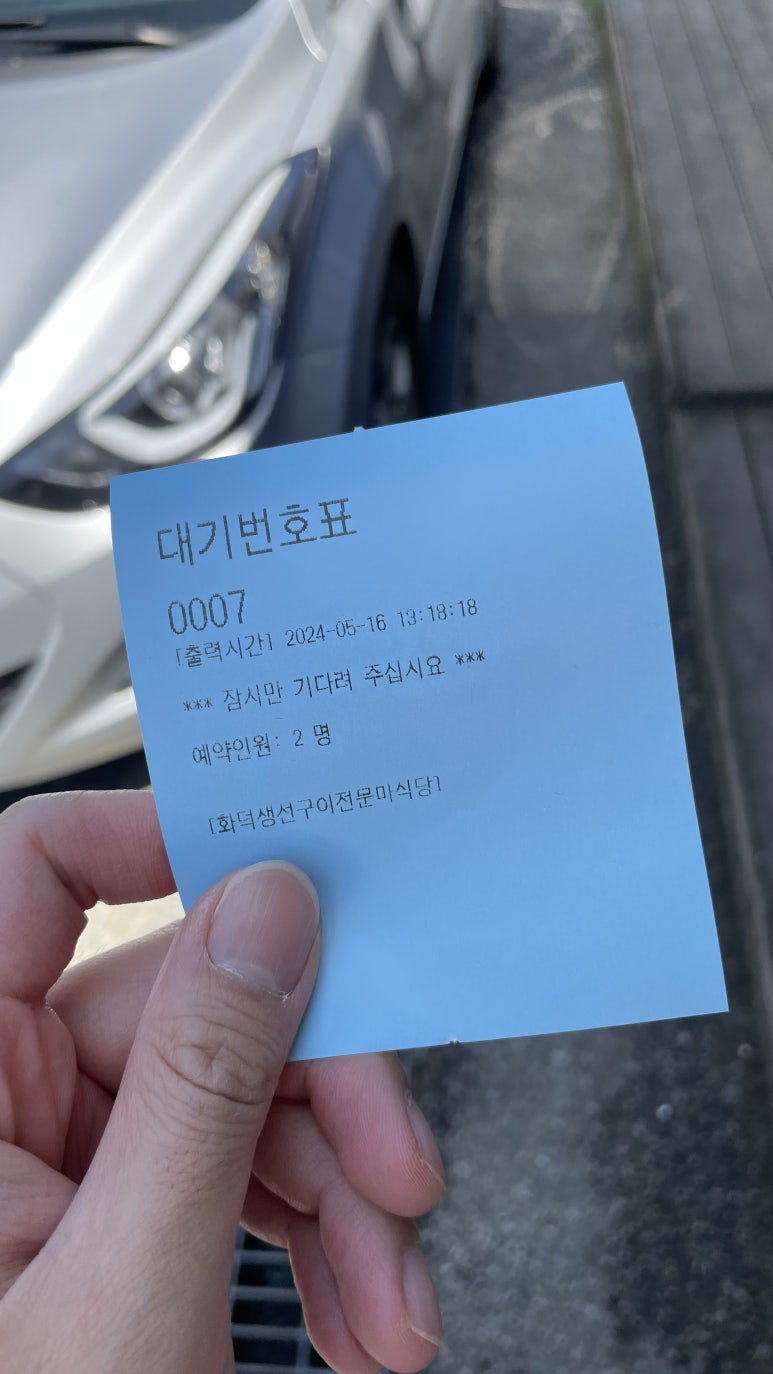 대기번호표
0007
[출력시간] 2024-05-16 13:18:18
*** 잠시만 기다려 주십시요 ***
예약인원: 2 명
[화덕생선구이전문마식당]